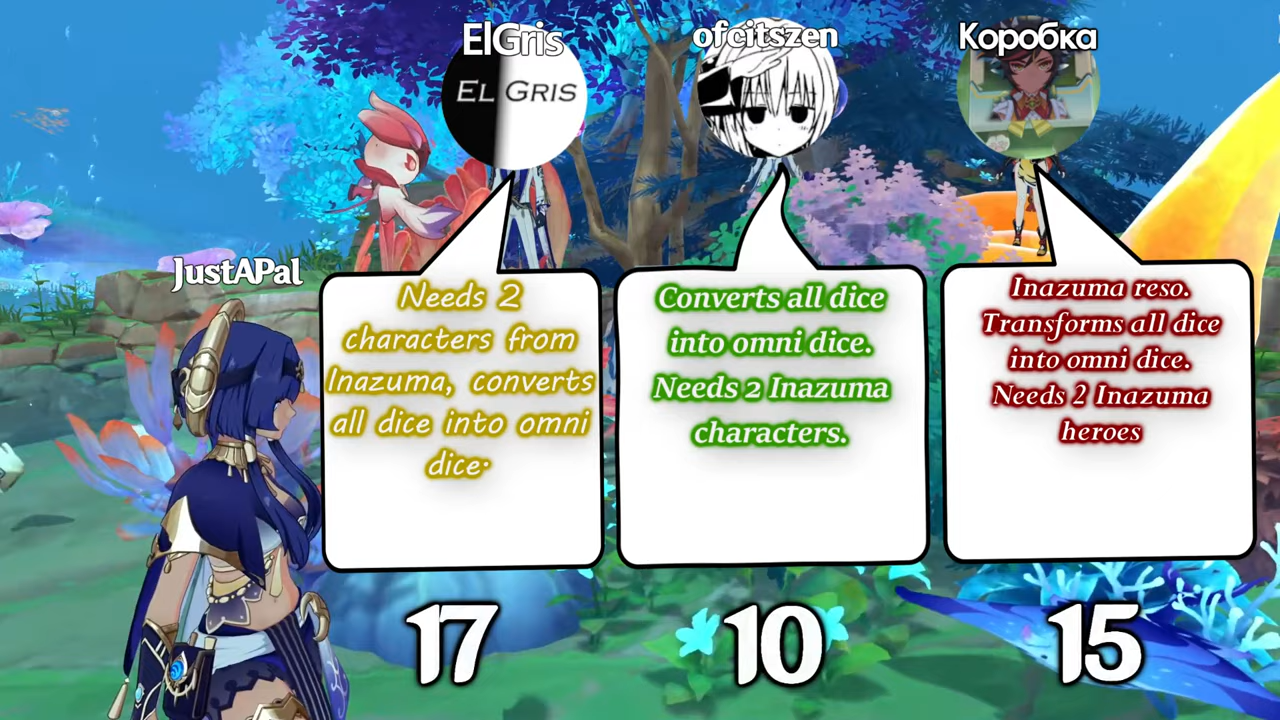 ElGris
ofcitszen
Коробка
EL GRIS
JustAPal
Needs 2
characters from
Inazuma, converts
all dice into omni
dice.
Converts all dice
into omni dice.
Needs 2 Inazuma
characters.
Inazuma reso.
Transforms all dice
into omni dice.
Needs 2 Inazuma
heroes
17
10
15